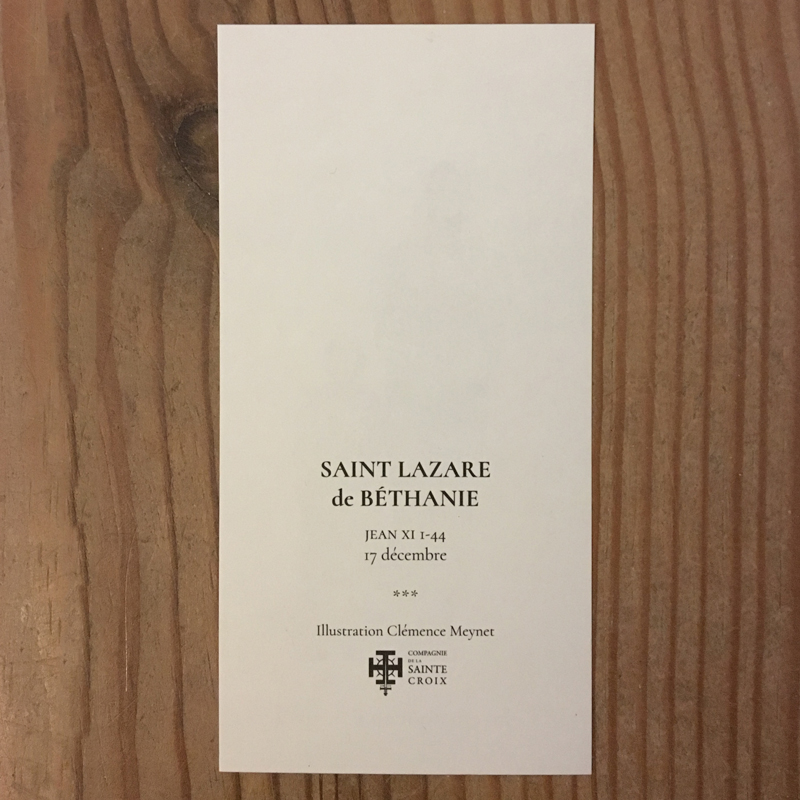 SAINT LAZARE
de BÉTHANIE
JEAN XI 1-44
17 décembre
***
Illustration Clémence Meynet
COMPAGNIE
DE LA
SAINTE
CROIX